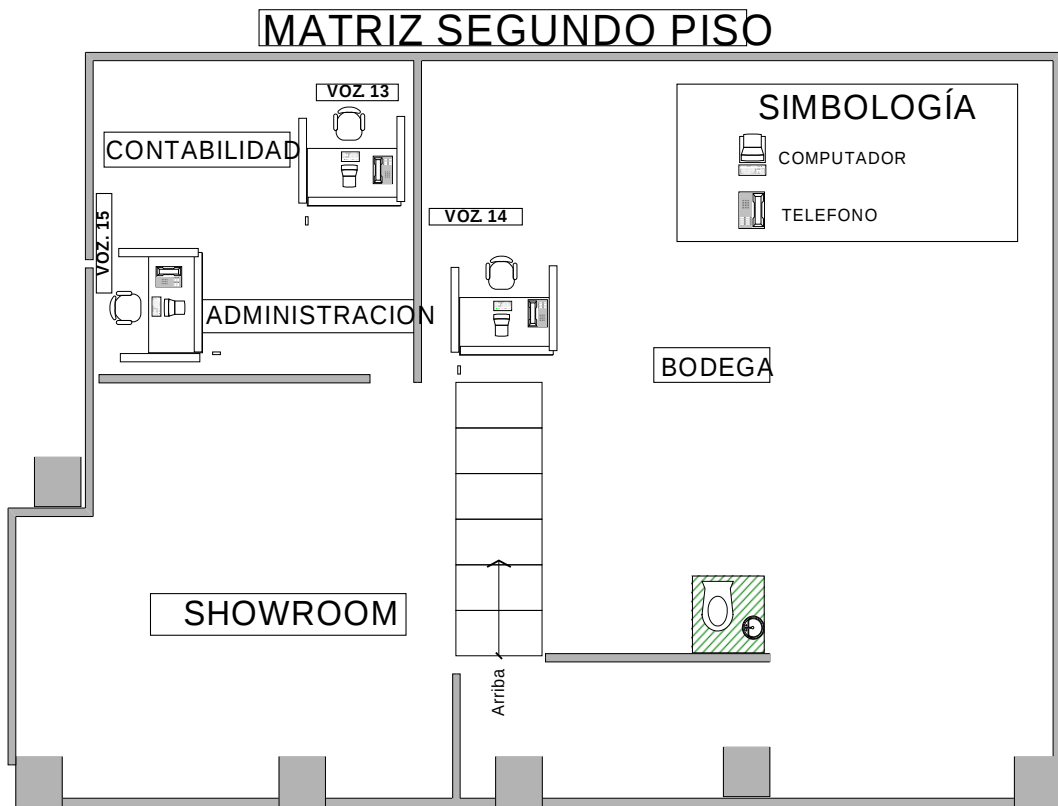 MATRIZ SEGUNDO PISO
VOZ. 13
SIMBOLOGÍA
CONTABILIDAD
COMPUTADOR
VOZ. 15
VOZ. 14
TELEFONO
ADMINISTRACION
BODEGA
SHOWROOM
Arriba